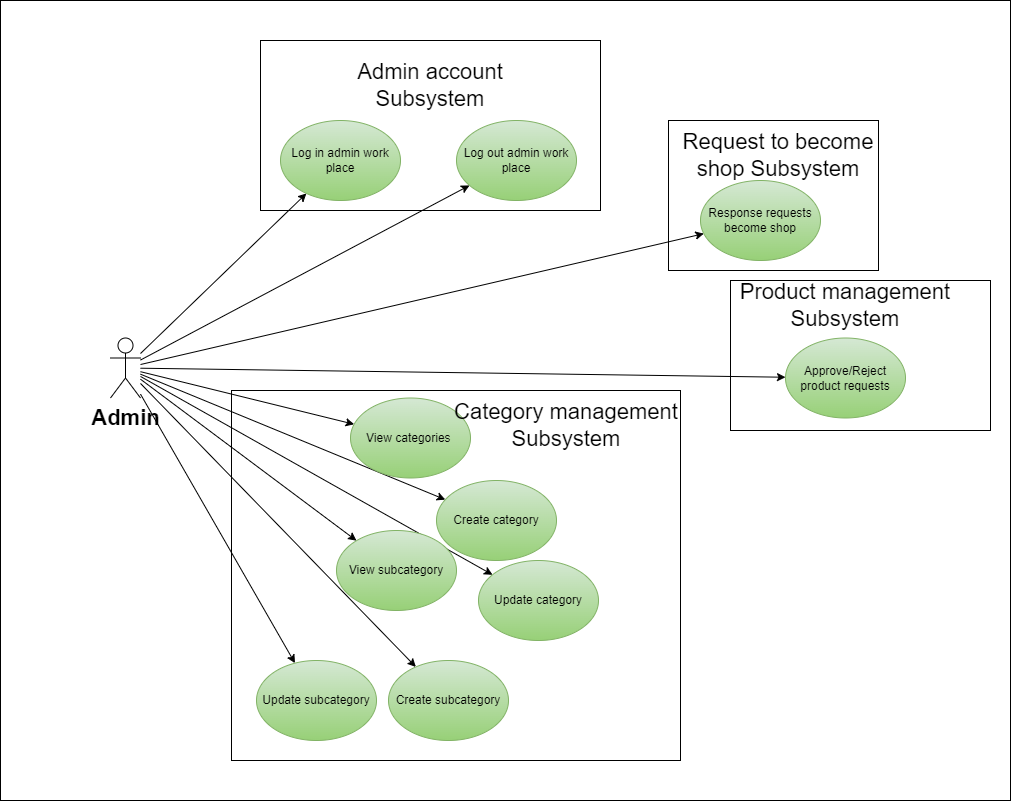 Admin account
Subsystem
Log in admin work
place
Log out admin work
place
Request to become
shop Subsystem
Response requests
become shop
Product management
Subsystem
Approve/Reject
product requests
Admin
Category management
Subsystem
View categories
Create category
View subcategory
Update category
Update subcategory
Create subcategory